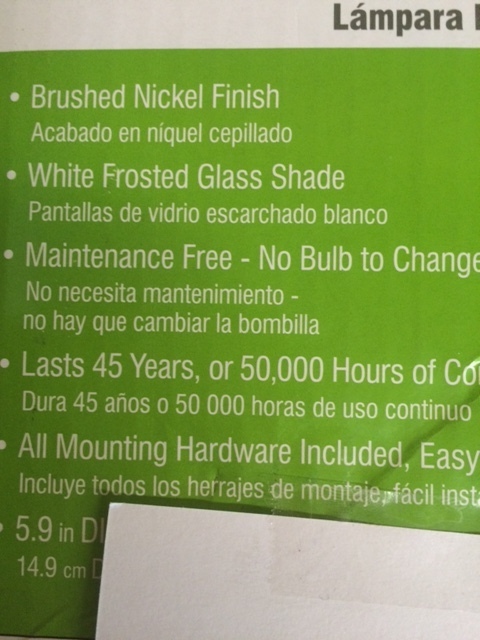 Lámpara
• Brushed Nickel Finish
Acabado en níquel cepillado
• White Frosted Glass Shade
Pantallas de vidrio escarchado blanco
• Maintenance Free - No Bulb to Change
No necesita mantenimiento -
no hay que cambiar la bombilla
• Lasts 45 Years, or 50,000 Hours of
Dura 45 años o 50 000 horas de uso continuo
• All Mounting Hardware Included, Easy
Incluye todos los herrajes de montaje, fácil
• 5.9 in
14.9 cm